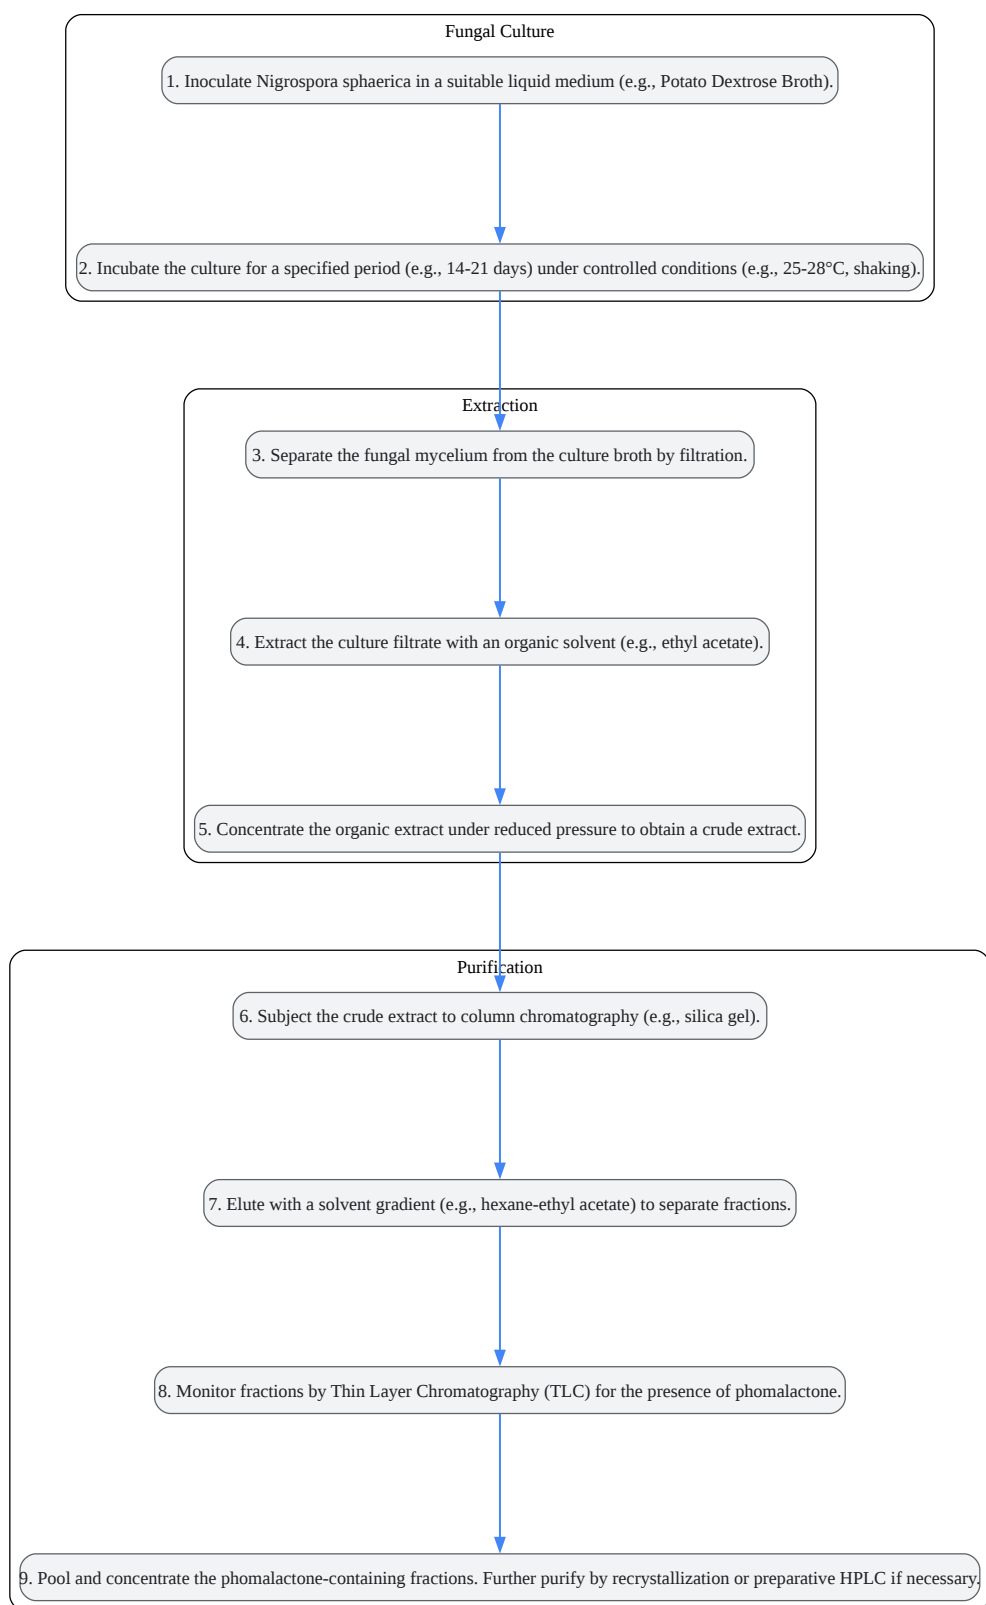 Fungal Culture
1. Inoculate Nigrospora sphaerica in a suitable liquid medium (e.g., Potato Dextrose Broth).
2. Incubate the culture for a specified period (e.g., 14-21 days) under controlled conditions (e.g., 25-28°C, shaking).
Extraction
3. Separate the fungal mycelium from the culture broth by filtration.
4. Extract the culture filtrate with an organic solvent (e.g., ethyl acetate).
5. Concentrate the organic extract under reduced pressure to obtain a crude extract.
Purification
6. Subject the crude extract to column chromatography (e.g., silica gel).
7. Elute with a solvent gradient (e.g., hexane-ethyl acetate) to separate fractions.
8. Monitor fractions by Thin Layer Chromatography (TLC) for the presence of phomalactone.
9. Pool and concentrate the phomalactone-containing fractions. Further purify by recrystallization or preparative HPLC if necessary.